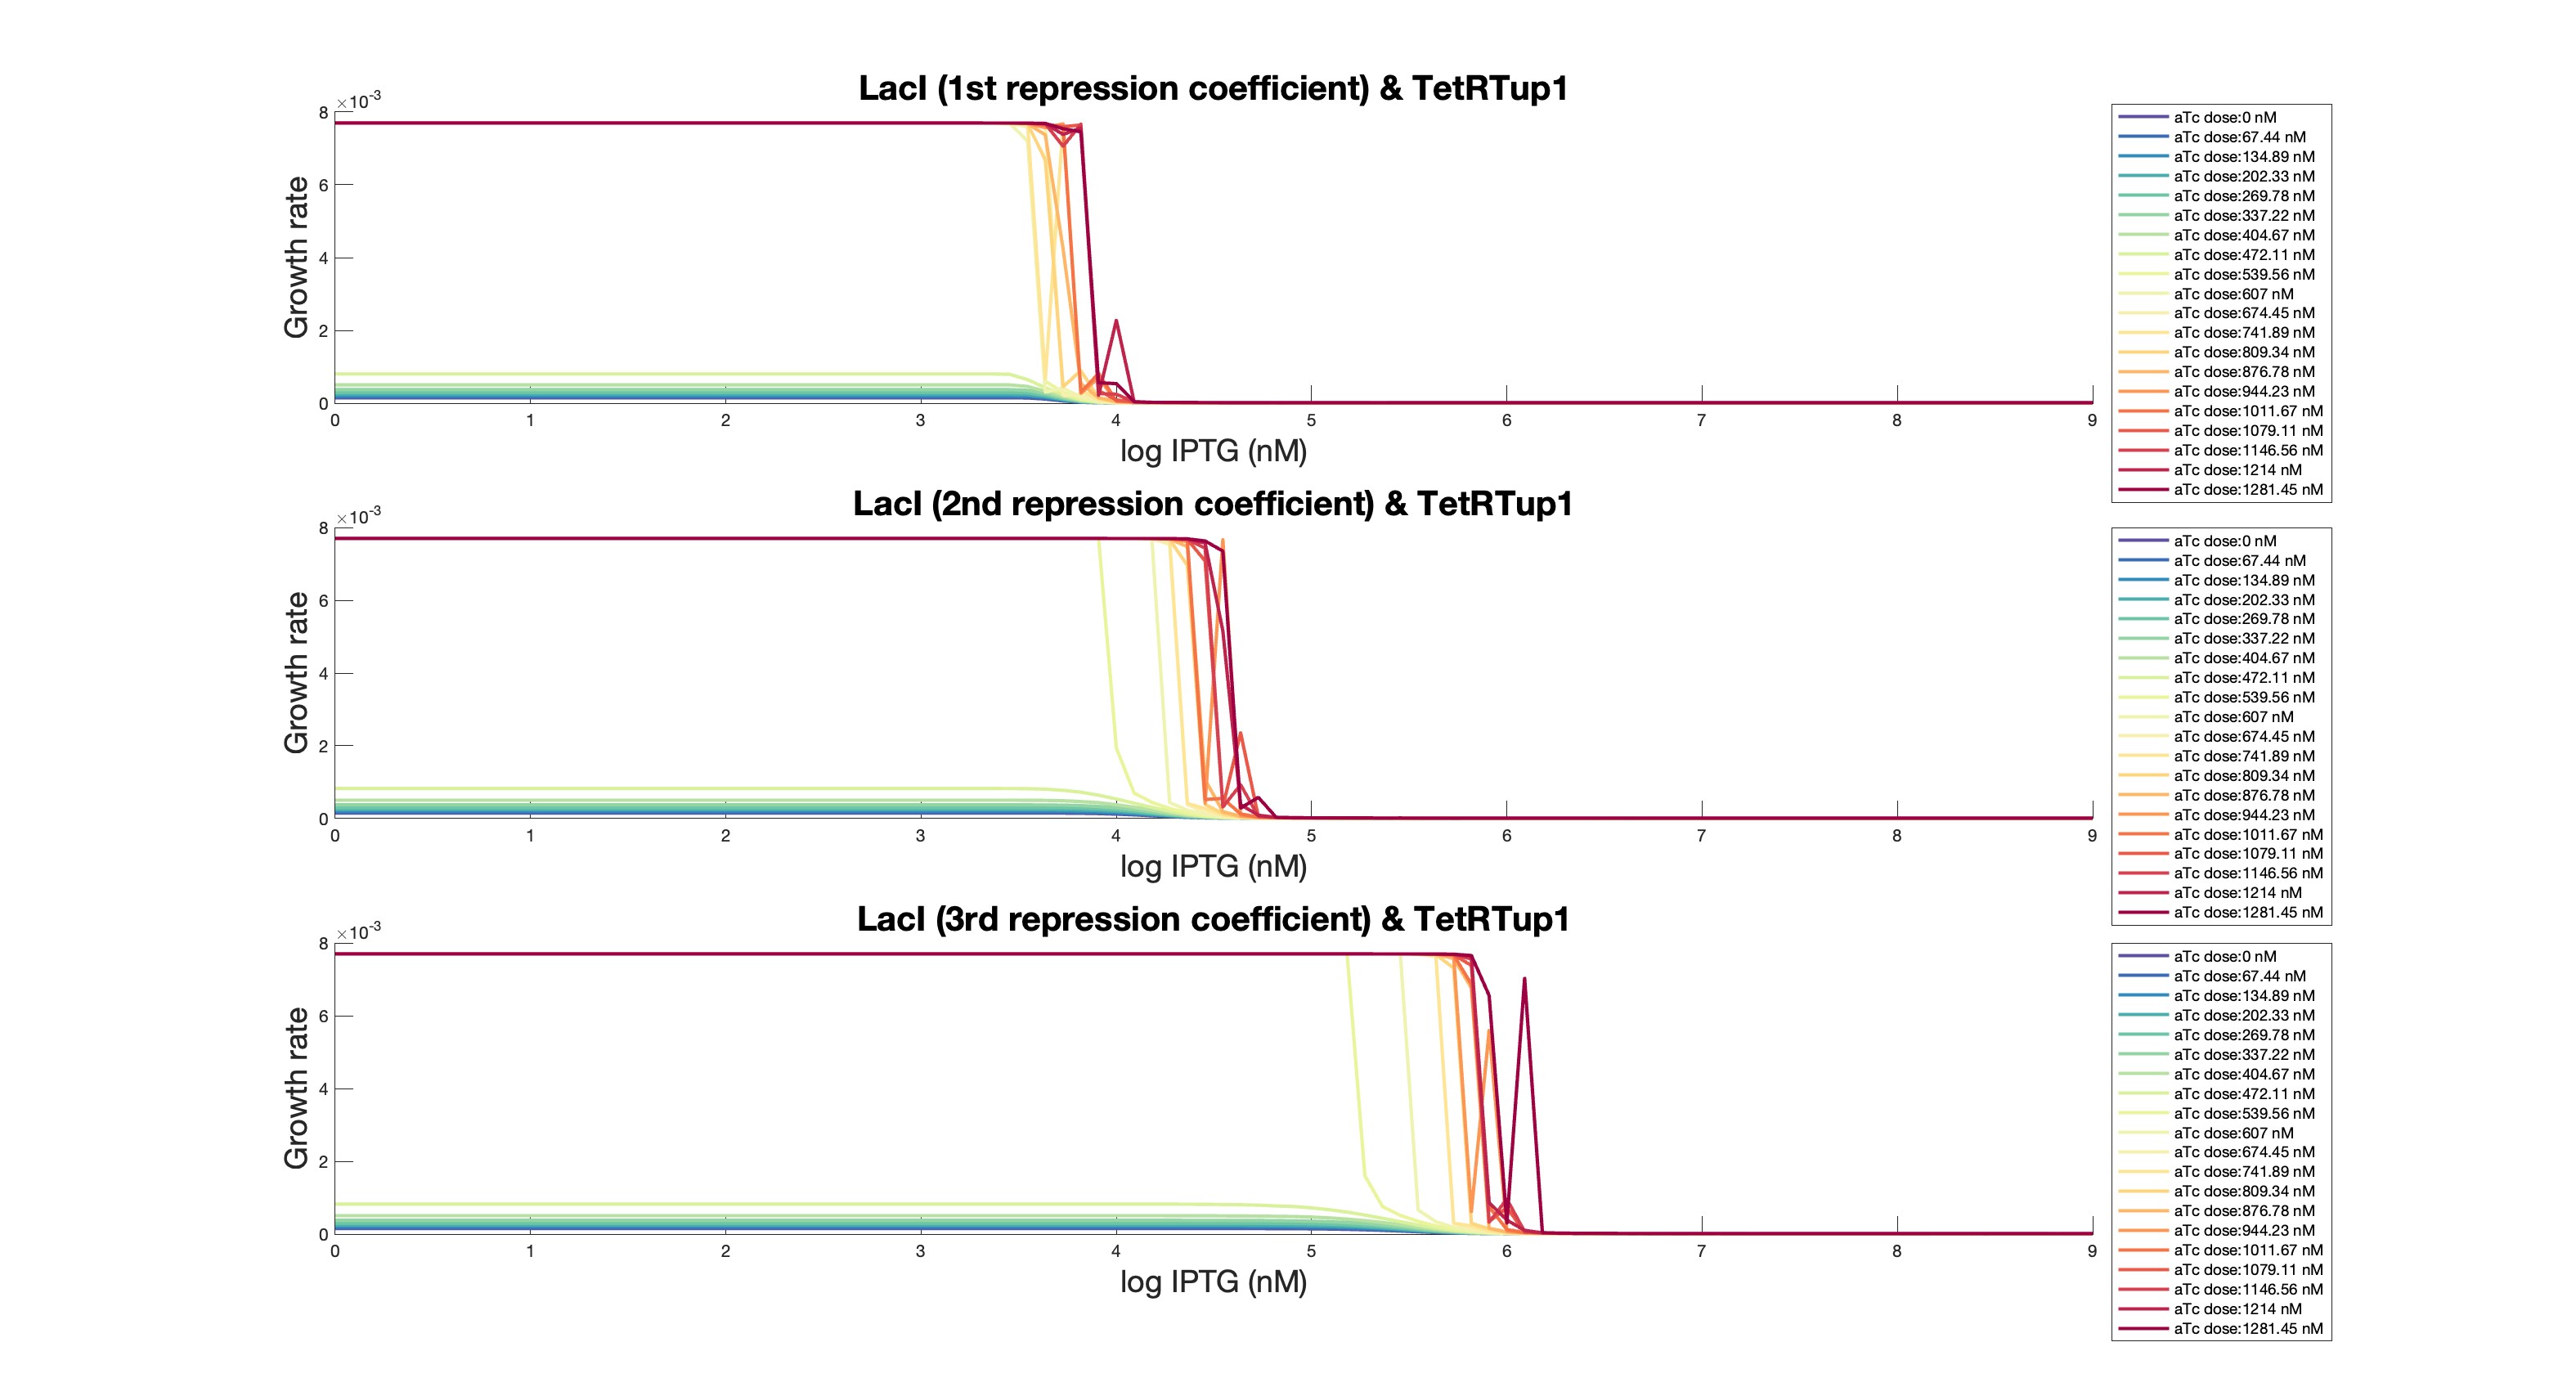 LacI (1st repression coefficient) & TetRTup1
×10-3
8
6
4
2
0
Growth rate
0 1 2 3 4 5 6 7 8 9
log IPTG (nM)
aTc dose:0 nM
aTc dose:67.44 nM
aTc dose:134.89 nM
aTc dose:202.33 nM
aTc dose:269.78 nM
aTc dose:337.22 nM
aTc dose:404.67 nM
aTc dose:472.11 nM
aTc dose:539.56 nM
aTc dose:607 nM
aTc dose:674.45 nM
aTc dose:741.89 nM
aTc dose:809.34 nM
aTc dose:876.78 nM
aTc dose:944.23 nM
aTc dose:1011.67 nM
aTc dose:1079.11 nM
aTc dose:1146.56 nM
aTc dose:1214 nM
aTc dose:1281.45 nM
LacI (2nd repression coefficient) & TetRTup1
×10-3
8
6
4
2
0
Growth rate
0 1 2 3 4 5 6 7 8 9
log IPTG (nM)
aTc dose:0 nM
aTc dose:67.44 nM
aTc dose:134.89 nM
aTc dose:202.33 nM
aTc dose:269.78 nM
aTc dose:337.22 nM
aTc dose:404.67 nM
aTc dose:472.11 nM
aTc dose:539.56 nM
aTc dose:607 nM
aTc dose:674.45 nM
aTc dose:741.89 nM
aTc dose:809.34 nM
aTc dose:876.78 nM
aTc dose:944.23 nM
aTc dose:1011.67 nM
aTc dose:1079.11 nM
aTc dose:1146.56 nM
aTc dose:1214 nM
aTc dose:1281.45 nM
LacI (3rd repression coefficient) & TetRTup1
×10-3
8
6
4
2
0
Growth rate
0 1 2 3 4 5 6 7 8 9
log IPTG (nM)
aTc dose:0 nM
aTc dose:67.44 nM
aTc dose:134.89 nM
aTc dose:202.33 nM
aTc dose:269.78 nM
aTc dose:337.22 nM
aTc dose:404.67 nM
aTc dose:472.11 nM
aTc dose:539.56 nM
aTc dose:607 nM
aTc dose:674.45 nM
aTc dose:741.89 nM
aTc dose:809.34 nM
aTc dose:876.78 nM
aTc dose:944.23 nM
aTc dose:1011.67 nM
aTc dose:1079.11 nM
aTc dose:1146.56 nM
aTc dose:1214 nM
aTc dose:1281.45 nM